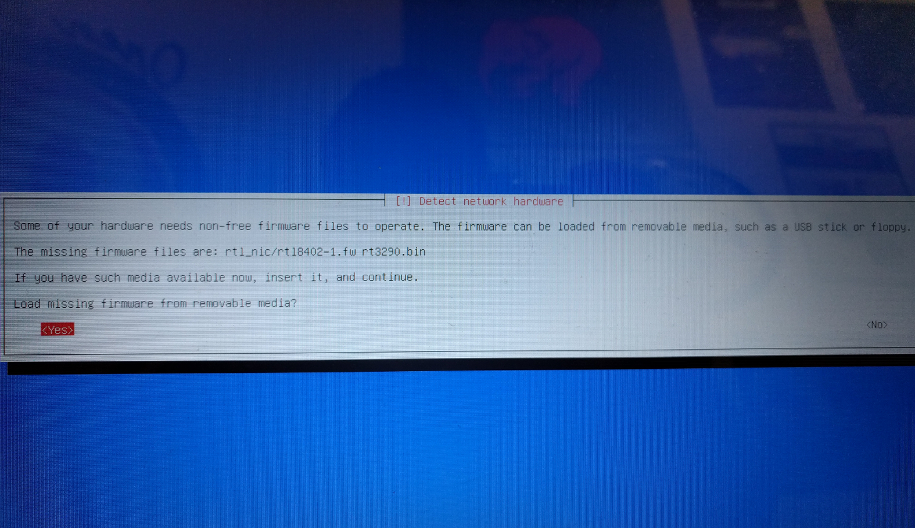 [!] Detect network hardware
Some of your hardware needs non-free firmware files to operate. The firmware can be loaded from removable media, such as a USB stick or floppy.
The missing firmware files are: rtl_nic/rtl8402-1.fw rt3290.bin
If you have such media available now, insert it, and continue.
Load missing firmware from removable media?
<Yes> <No>